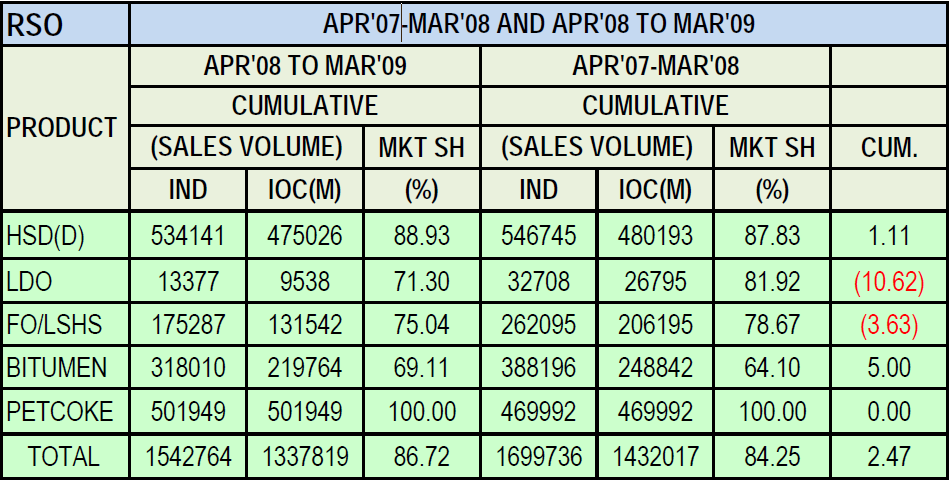 RSO APR'07-MAR'08 AND APR'08 TO MAR'09
PRODUCT APR'08 TO MAR'09 APR'07-MAR'08
CUMULATIVE CUMULATIVE
(SALES VOLUME) MKT SH (SALES VOLUME) MKT SH CUM.
IND IOC(M) (%) IND IOC(M) (%)
HSD(D) 534141 475026 88.93 546745 480193 87.83 1.11
LDO 13377 9538 71.30 32708 26795 81.92 (10.62)
FO/LSHS 175287 131542 75.04 262095 206195 78.67 (3.63)
BITUMEN 318010 219764 69.11 388196 248842 64.10 5.00
PETCOKE 501949 501949 100.00 469992 469992 100.00 0.00
TOTAL 1542764 1337819 86.72 1699736 1432017 84.25 2.47